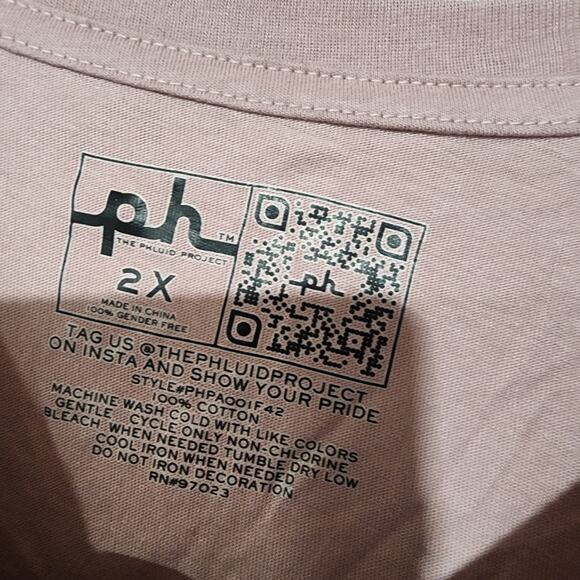 ph™
THE PHLUID PROJECT
2X
MADE IN CHINA
100% GENDER FREE
ph
TAG US @THEPHLUIDPROJECT
ON INSTA AND SHOW YOUR PRIDE
STYLE#PHPA001F42
100% COTTON
MACHINE WASH COLD WITH LIKE COLORS
GENTLE CYCLE ONLY NON-CHLORINE
BLEACH WHEN NEEDED TUMBLE DRY LOW
COOL IRON WHEN NEEDED
DO NOT IRON DECORATION
RN#97023